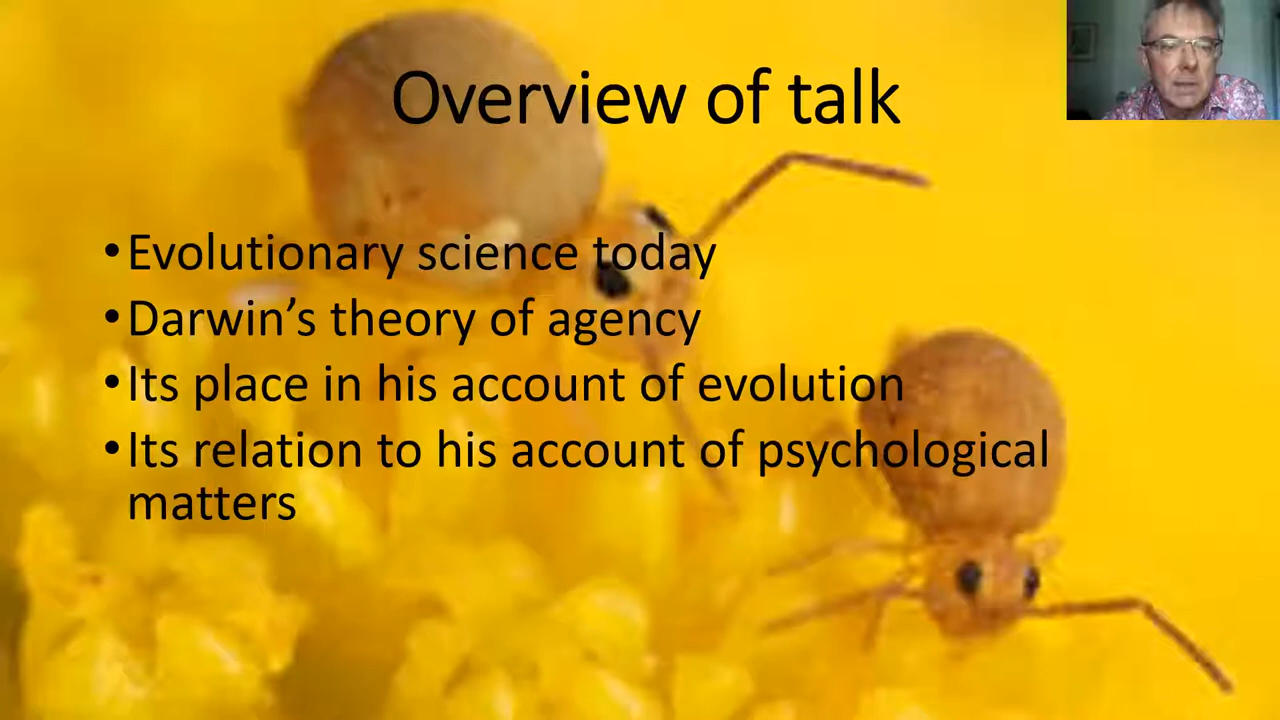 Overview of talk
•Evolutionary science today
•Darwin’s theory of agency
•Its place in his account of evolution
•Its relation to his account of psychological
matters